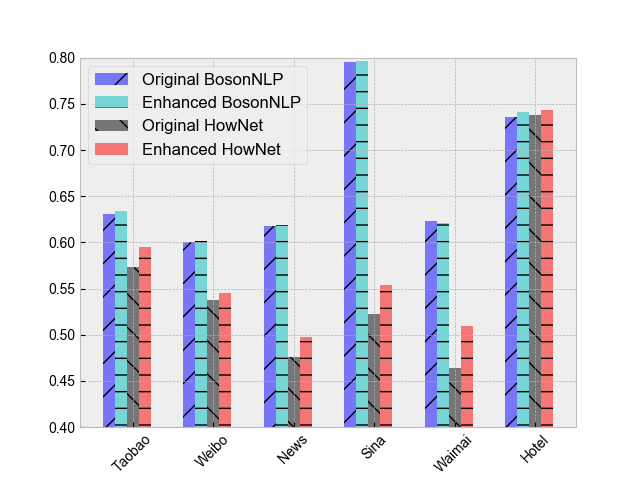 0.80
0.75
0.70
0.65
0.60
0.55
0.50
0.45
0.40
Original BosonNLP
Enhanced BosonNLP
Original HowNet
Enhanced HowNet
Taobao
Weibo
News
Sina
Waimai
Hotel